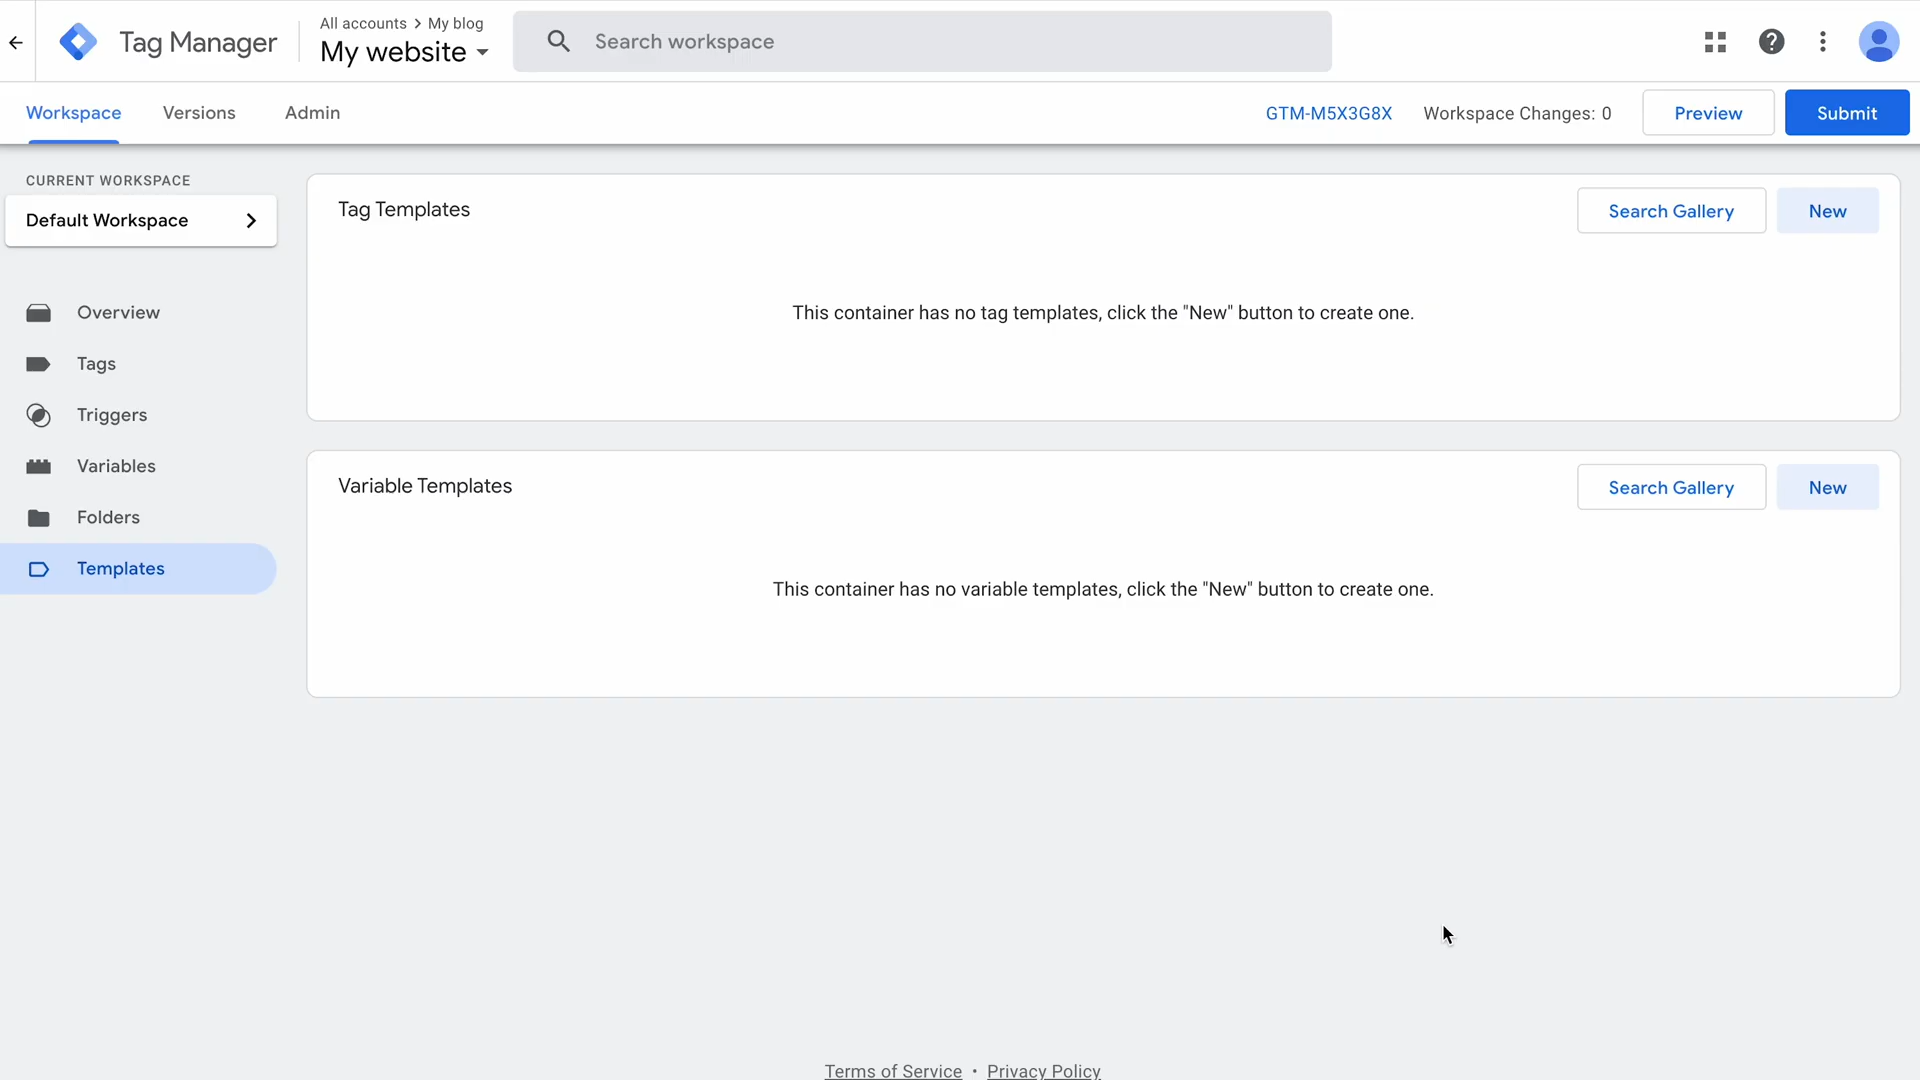 All accounts > My blog
Tag Manager
My website
Search workspace
Workspace
Versions
Admin
GTM-M5X3G8X
Workspace Changes: 0
Preview
Submit
CURRENT WORKSPACE
Default Workspace
Overview
Tags
Triggers
Variables
Folders
Templates
Tag Templates
Search Gallery
New
This container has no tag templates, click the "New" button to create one.
Variable Templates
Search Gallery
New
This container has no variable templates, click the "New" button to create one.
Terms of Service • Privacy Policy